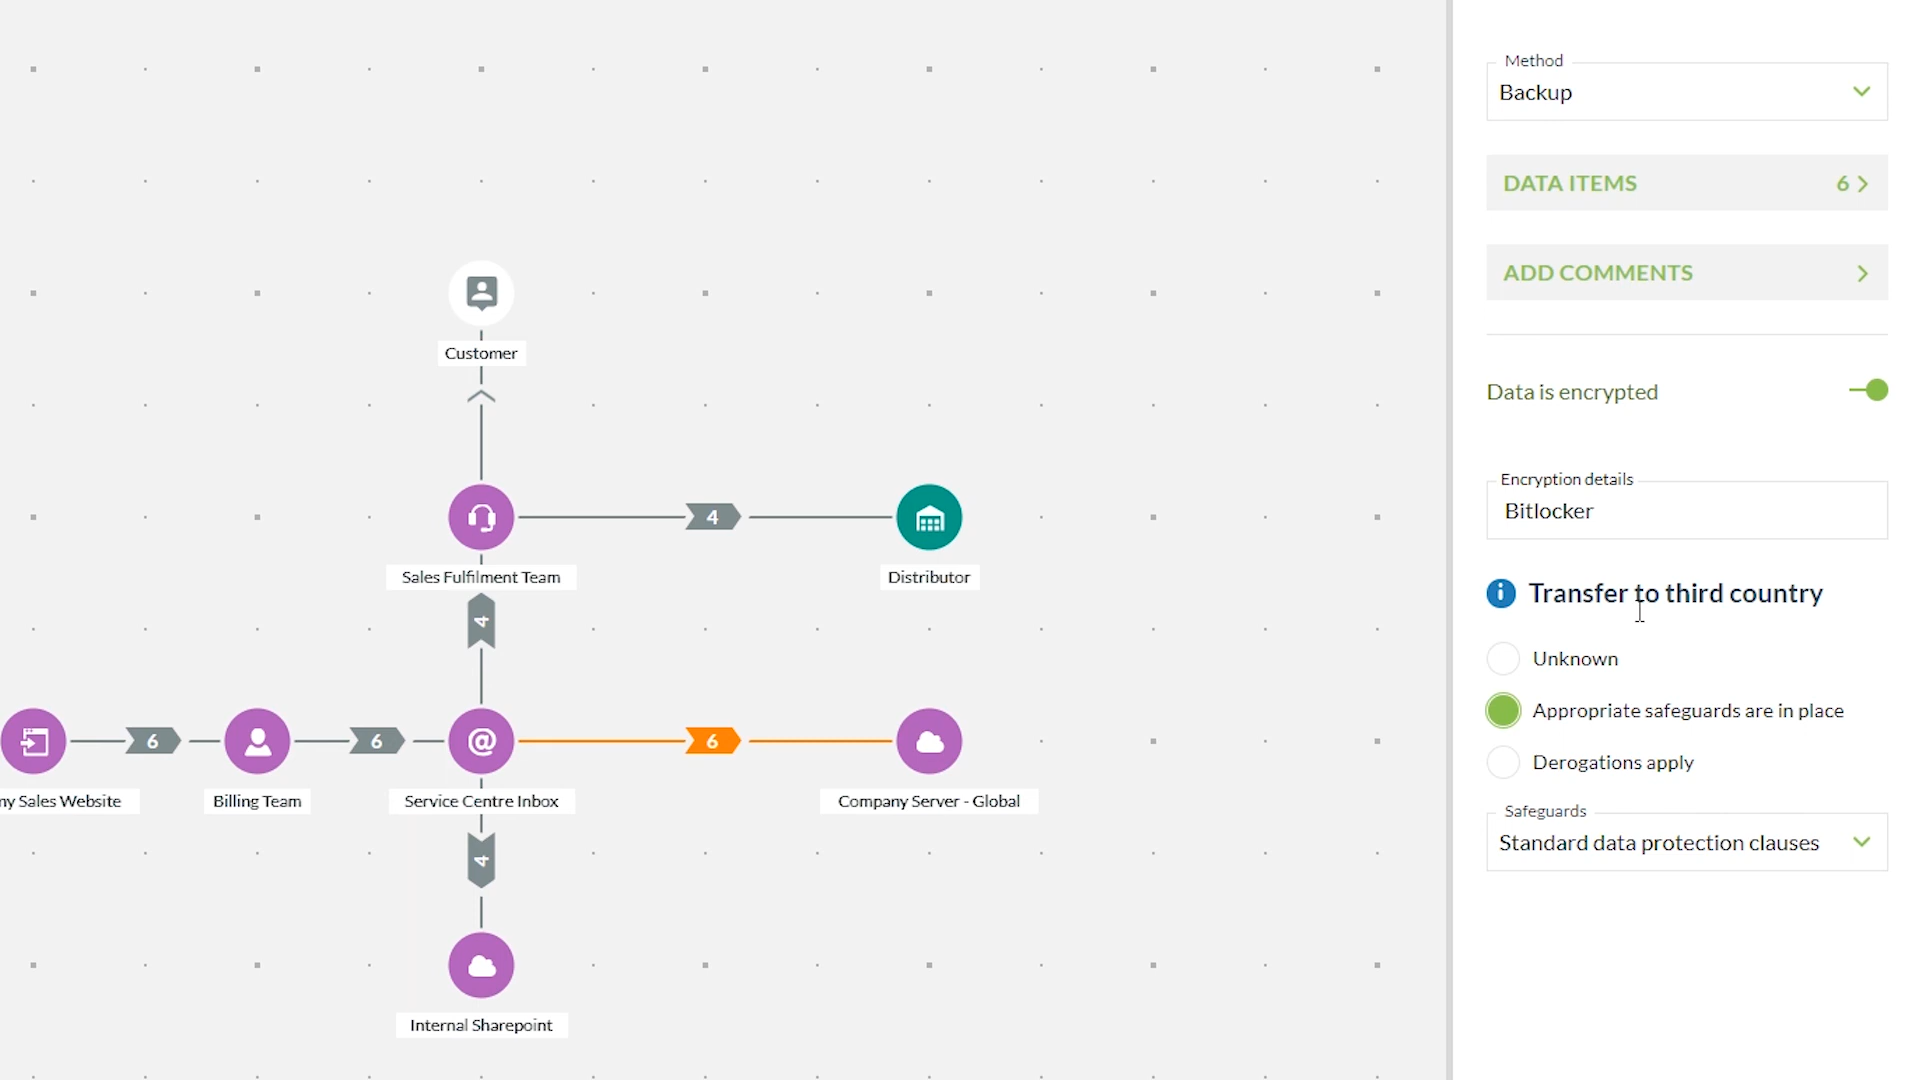 Customer
Sales Fulfilment Team
4
Distributor
4
ny Sales Website
6
Billing Team
6
Service Centre Inbox
6
Company Server - Global
4
Internal Sharepoint
Method
Backup
DATA ITEMS 6
ADD COMMENTS
Data is encrypted
Encryption details
Bitlocker
Transfer to third country
Unknown
Appropriate safeguards are in place
Derogations apply
Safeguards
Standard data protection clauses